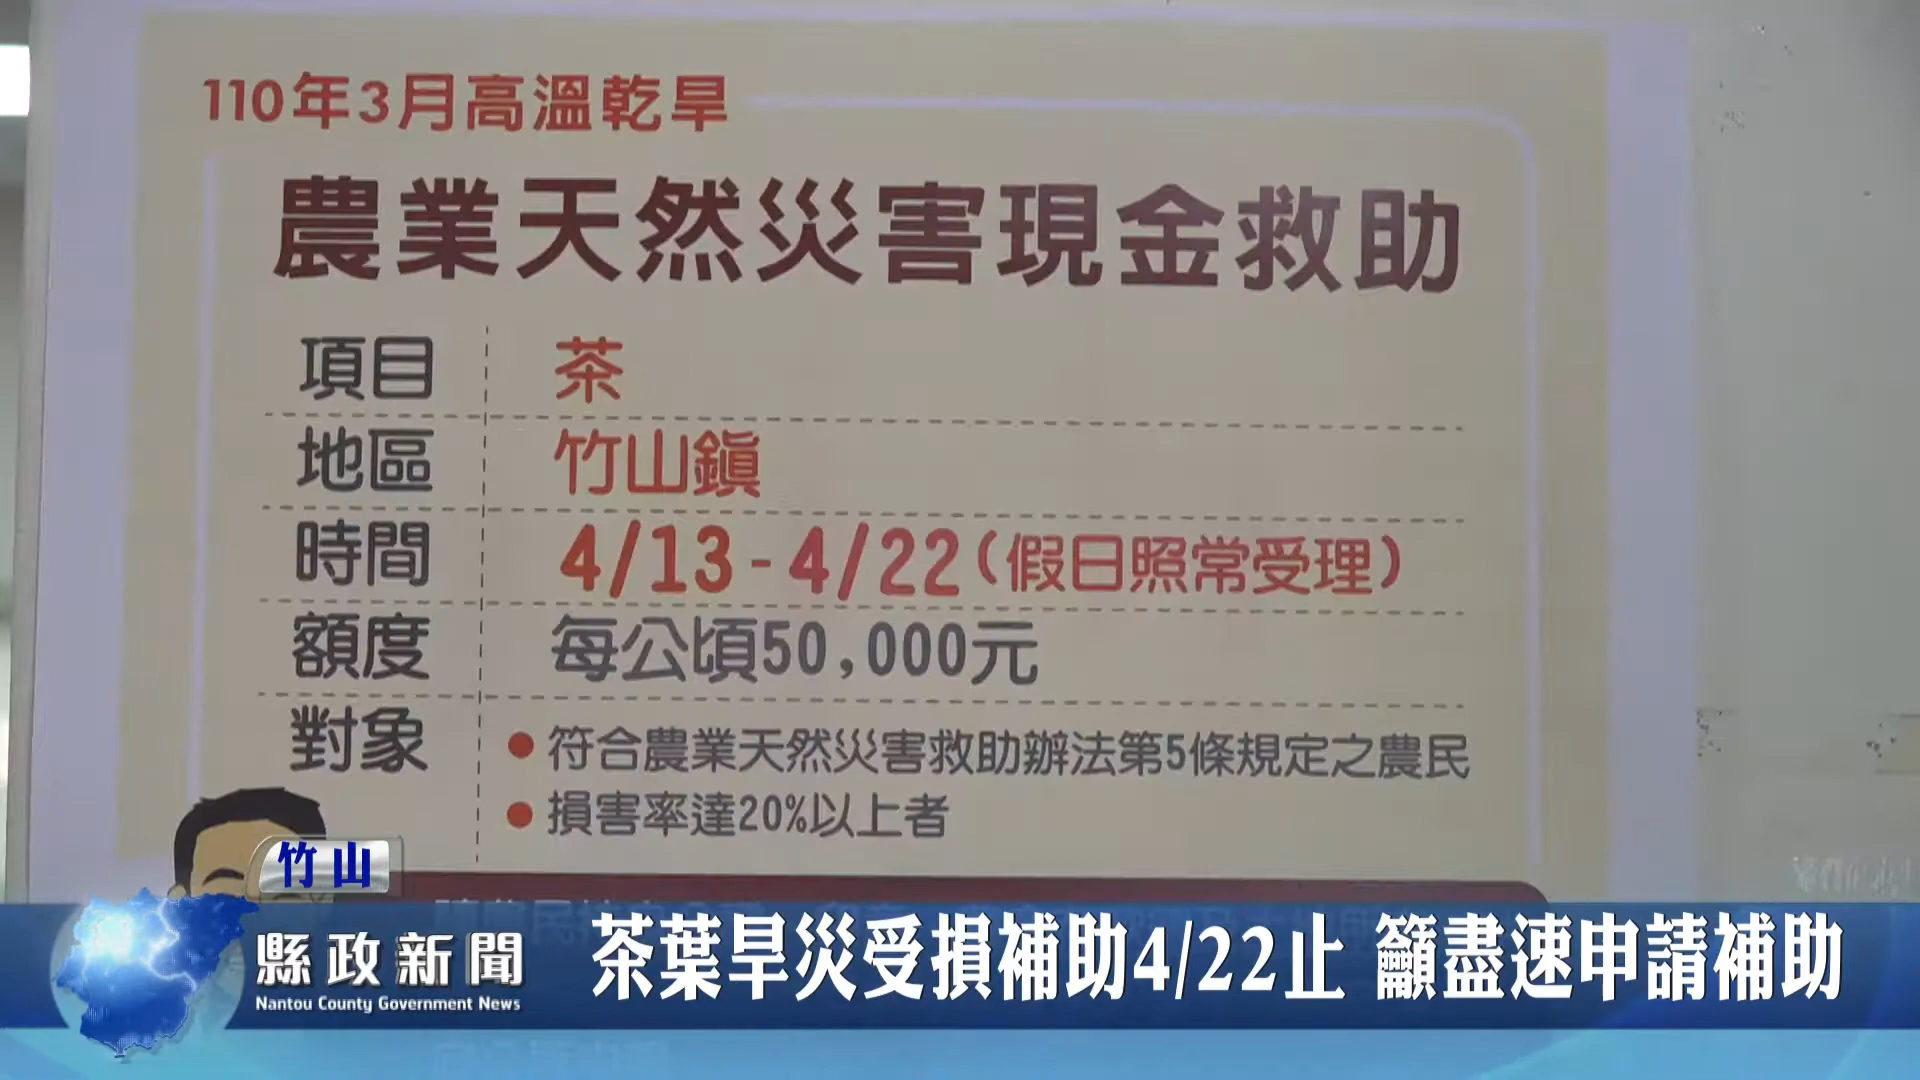 110年3月高溫乾旱
農業天然災害現金救助
項目 茶
地區 竹山鎮
時間 4/13-4/22(假日照常受理)
額度 每公頃50,000元
對象
符合農業天然災害救助辦法第5條規定之農民
損害率達20%以上者
竹山
縣政新聞
Nantou County Government News
茶葉旱災受損補助4/22止 籲盡速申請補助